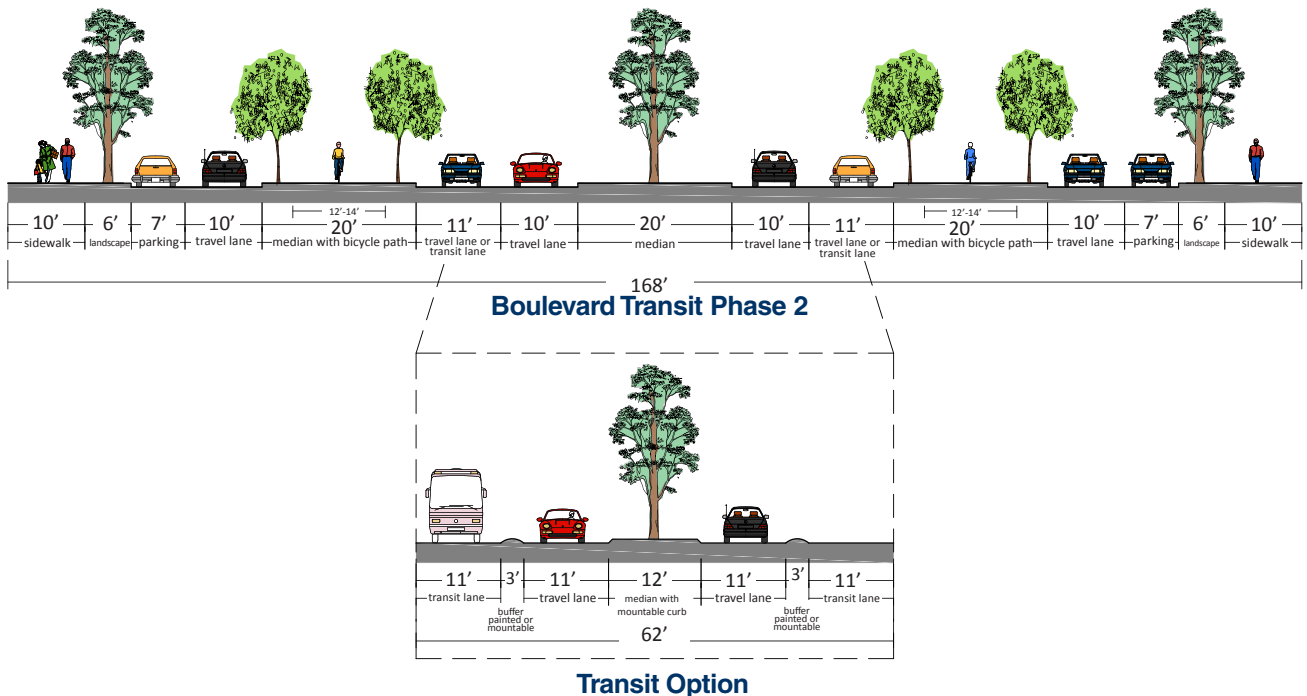 12’-14’ 12’-14’
10’ 6’ 7’ 10’ 20’ 11’ 10’ 20’ 10’ 11’ 20’ 10’ 7’ 6’ 10’
sidewalk landscape parking travel lane median with bicycle path travel lane or travel lane median travel lane travel lane or median with bicycle path travel lane parking landscape sidewalk
transit lane transit lane
168’
Boulevard Transit Phase 2
11’ 3’ 11’ 12’ 11’ 3’ 11’
transit lane travel lane median with travel lane transit lane
mountable curb
buffer buffer
painted or painted or
mountable mountable
62’
Transit Option